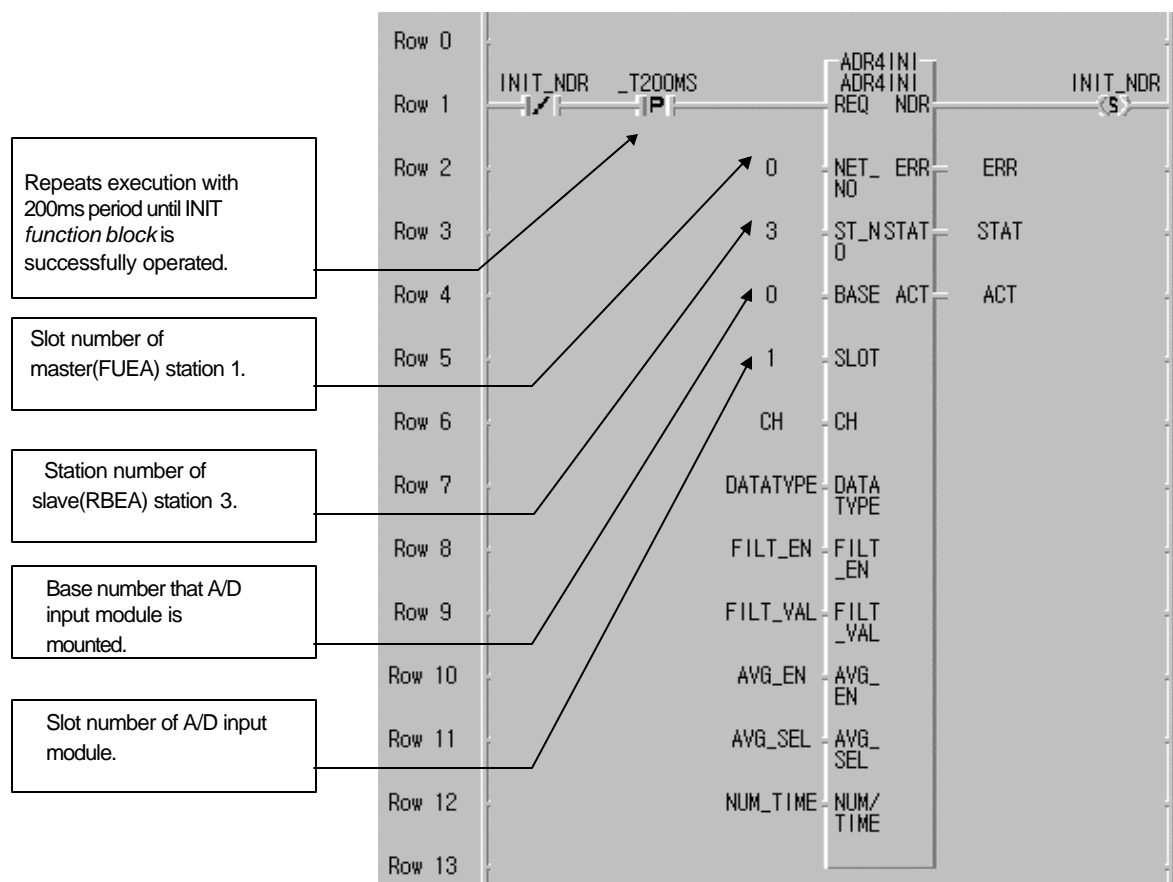 Repeats execution with
200ms period until INIT
function block is
successfully operated.
Slot number of
master(FUEA) station 1.
Station number of
slave(RBEA) station 3.
Base number that A/D
input module is
mounted.
Slot number of A/D input
module.
Row 0
ADR4INI
INIT_NDR _T200MS ADR4INI INIT_NDR
Row 1 P REQ NDR S
Row 2 0 NET_ ERR ERR
NO
Row 3 3 ST_N STAT STAT
O
Row 4 0 BASE ACT ACT
Row 5 1 SLOT
Row 6 CH CH
Row 7 DATATYPE DATA
TYPE
Row 8 FILT_EN FILT
_EN
Row 9 FILT_VAL FILT
_VAL
Row 10 AVG_EN AVG_
EN
Row 11 AVG_SEL AVG_
SEL
Row 12 NUM_TIME NUM/
TIME
Row 13